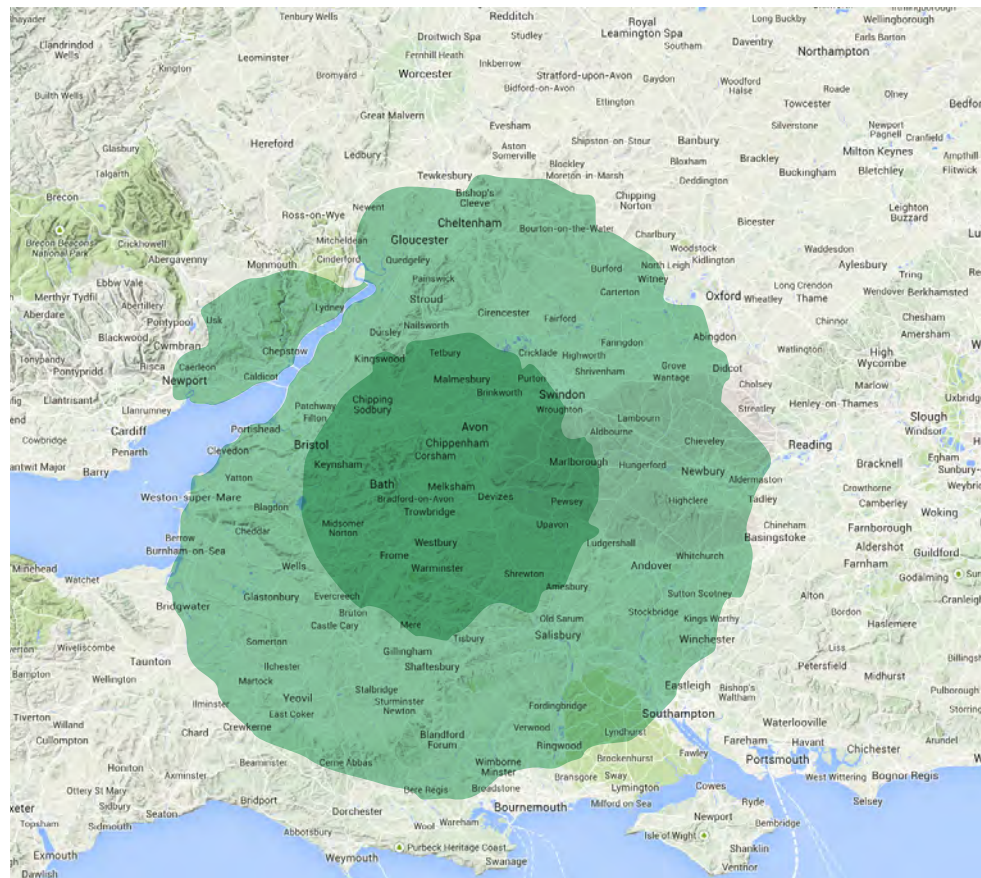 Tenbury Wells
Redditch
Royal
Leamington Spa
Long Buckby
Wellingborough
Llandrindod
Wells
Leominster
Droitwich Spa
Studley
Southam
Daventry
Earls Barton
Northampton
Kington
Bromyard
Fernhill Heath
Inkberrow
Worcester
Stratford-upon-Avon
Gaydon
Bidford-on-Avon
Woodford
Halse
Roade
Olney
Builth Wells
Ettington
Towcester
Bedfor
Great Malvern
Evesham
Silverstone
Newport
Pagnell
Cranfield
Hereford
Ledbury
Aston
Somerville
Shipston-on-Stour
Banbury
Glasbury
Talgarth
Blockley
Moreton-in-Marsh
Bloxham
Brackley
Milton Keynes
Ampthill
Flitwick
Tewkesbury
Deddington
Buckingham
Bletchley
Brecon
Newent
Bishop's
Cleeve
Chipping
Norton
Leighton
Buzzard
Ross-on-Wye
Cheltenham
Bicester
Brecon Beacons
National Park
Crickhowell
Mitcheldean
Gloucester
Bourton-on-the-Water
Charlbury
Lu
Abergavenny
Monmouth
Cinderford
Quedgeley
Woodstock
Kidlington
Waddesdon
Aylesbury
Burford
North Leigh
Witney
Tring
Ebbw Vale
Painswick
Carterton
Long Crendon
Thame
Wendover
Berkhamsted
Merthyr Tydfil
Abertillery
Lydney
Stroud
Oxford
Wheatley
Aberdare
Pontypool
Usk
Cirencester
Fairford
Chinnor
Chesham
Amersham
Blackwood
Cwmbran
Dursley
Nailsworth
Abingdon
Tonypandy
Pontypridd
Risca
Caerleon
Chepstow
Kingswood
Tetbury
Cricklade
Highworth
Faringdon
Watlington
High
Wycombe
Newport
Caldicot
Malmesbury
Purton
Shrivenham
Grove
Wantage
Didcot
Cholsey
Marlow
Llantrisant
Brinkworth
Swindon
Uxbridg
Llanrumney
Patchway
Filton
Chipping
Sodbury
Wroughton
Lambourn
Streatley
Henley-on-Thames
Slough
Windsor
Cardiff
Penarth
Portishead
Avon
Aldbourne
Cowbridge
Clevedon
Bristol
Chippenham
Corsham
Chieveley
Reading
Egham
Barry
Yatton
Keynsham
Marlborough
Hungerford
Newbury
Bracknell
Weston-super-Mare
Bath
Melksham
Aldermaston
Crowthorne
Blagdon
Bradford-on-Avon
Devizes
Pewsey
Highclere
Tadley
Camberley
Woking
Trowbridge
Cheddar
Midsomer
Norton
Upavon
Chineham
Basingstoke
Farnborough
Berrow
Burnham-on-Sea
Westbury
Ludgershall
Aldershot
Guildford
Minehead
Watchet
Frome
Whitchurch
Farnham
Wells
Warminster
Shrewton
Andover
Godalming
Amesbury
Bridgwater
Glastonbury
Evercreech
Sutton Scotney
Alton
Cranleigh
Bruton
Castle Cary
Mere
Old Sarum
Stockbridge
Kings Worthy
Bordon
Haslemere
Wiveliscombe
Somerton
Tisbury
Salisbury
Winchester
Liss
Taunton
Gillingham
Billings
Bampton
Wellington
Ilchester
Shaftesbury
Petersfield
Midhurst
Martock
Stalbridge
Eastleigh
Bishop's
Waltham
Pulborough
Ilminster
Yeovil
Sturminster
Newton
Fordingbridge
Storring
Tiverton
Willand
Cullompton
Chard
Crewkerne
East Coker
Verwood
Southampton
Waterlooville
Blandford
Forum
Lyndhurst
Fareham
Havant
Chichester
Arundel
Ringwood
Brockenhurst
Fawley
Portsmouth
Honiton
Axminster
Beaminster
Cerne Abbas
Wimborne
Minster
Bransgore
Sway
West Wittering
Bognor Regis
Ottery St Mary
Bere Regis
Broadstone
Lymington
Cowes
Selsey
xeter
Sidbury
Seaton
Bridport
Dorchester
Bournemouth
Milford on Sea
Ryde
Topsham
Sidmouth
Abbotsbury
Wool
Wareham
Newport
Bembridge
Isle of Wight
Exmouth
Weymouth
Purbeck Heritage Coast
Swanage
Shanklin
Dawlish
Ventnor